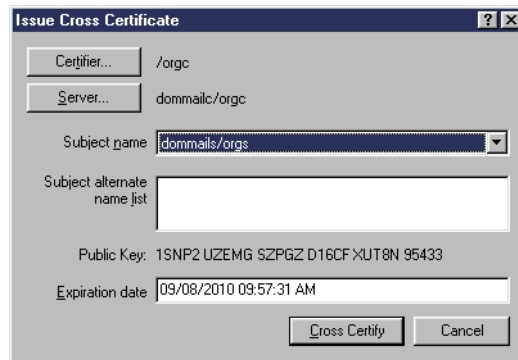 Issue Cross Certificate
Certifier... /orgc
Server... dommailc/orgc
Subject name dommails/orgs
Subject alternate
name list
Public Key: 1SNP2 UZEMG SZPGZ D16CF XUT8N 95433
Expiration date 09/08/2010 09:57:31 AM
Cross Certify Cancel